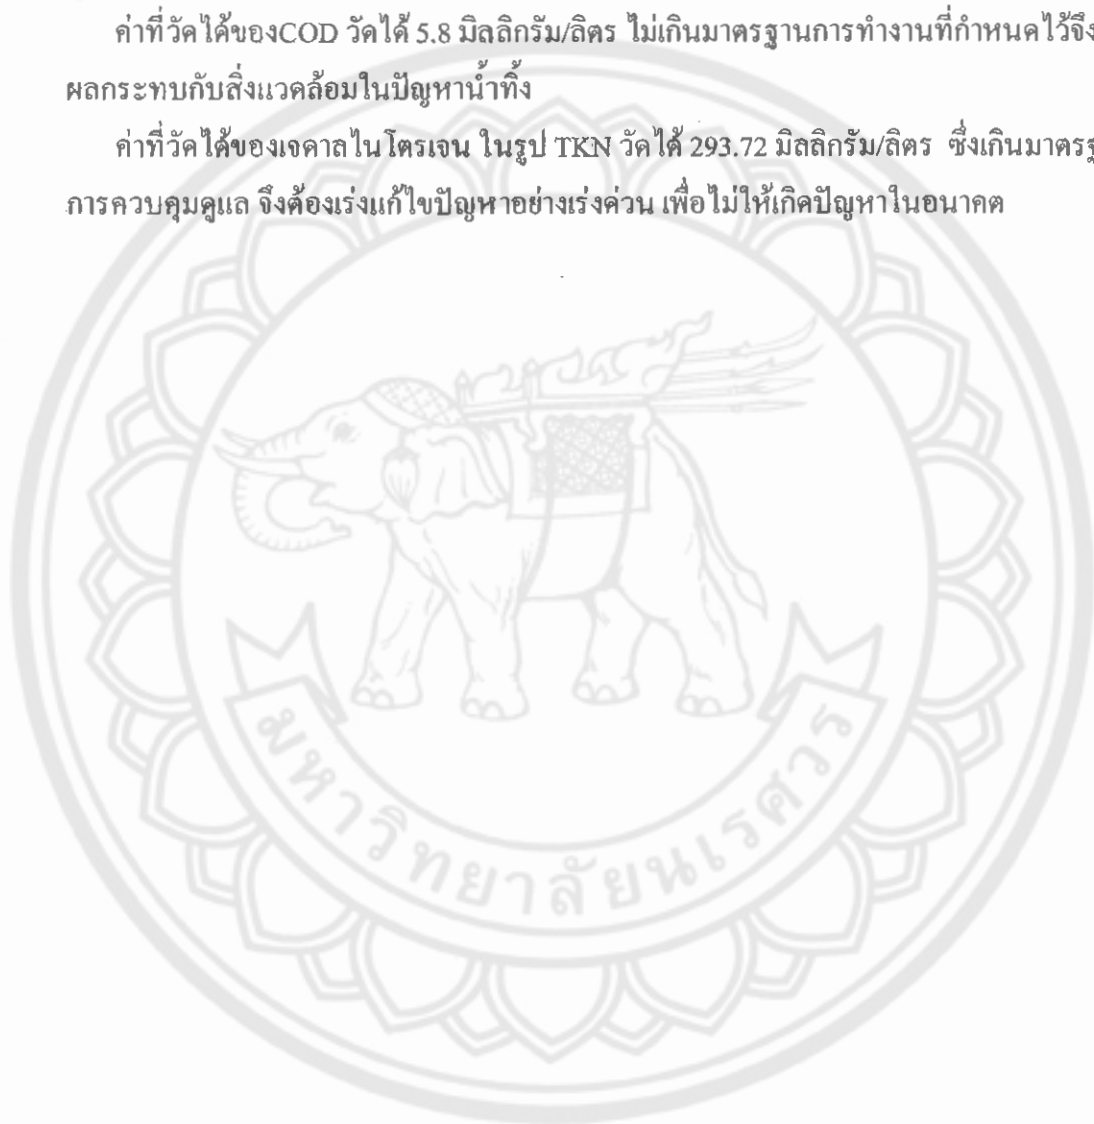 ค่าที่วัดได้ของCOD วัดได้ 5.8 มิลลิกรัม/ลิตร ไม่เกินมาตรฐานการทำงานที่กำหนดไว้จึง
ผลกระทบกับสิ่งแวดล้อมในปัญหาน้ำทิ้ง
ค่าที่วัดได้ของเจดาลไนโตรเจน ในรูป TKN วัดได้ 293.72 มิลลิกรัม/ลิตร ซึ่งเกินมาตรฐ
การควบคุมดูแล จึงต้องเร่งแก้ไขปัญหาอย่างเร่งด่วน เพื่อไม่ให้เกิดปัญหาในอนาคต
มหาวิทยาลัยนเรศวร